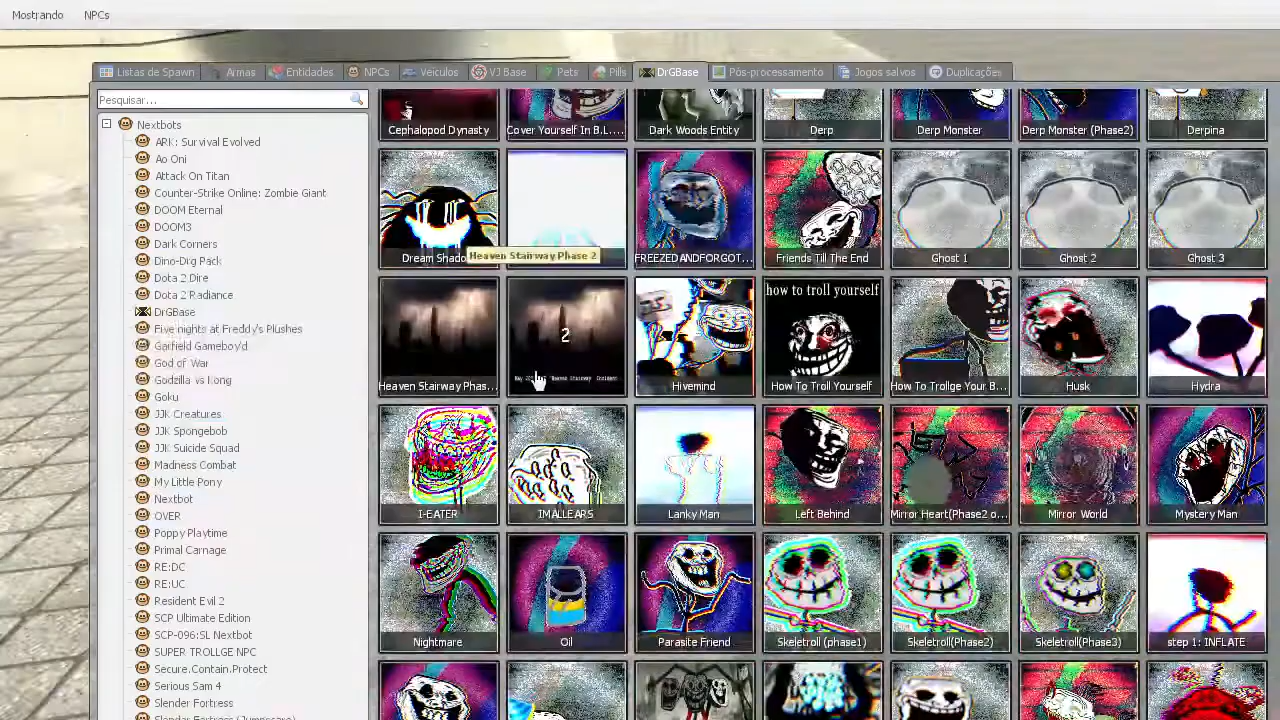 Mostrando NPCs
Listas de Spawn Armas Entidades NPCs Veículos VJ Base Pets Pills DrGBase Pós-processamento Jogos salvos Duplicações
Pesquisar...
Nextbots
ARK: Survival Evolved
Ao Oni
Attack On Titan
Counter-Strike Online: Zombie Giant
DOOM Eternal
DOOM3
Dark Corners
Dino-Drg Pack
Dota 2 Dire
Dota 2 Radiance
DrGBase
Five nights at Freddy's Plushes
Garfield Gameboy'd
God of War
Godzilla vs Kong
Goku
JJK Creatures
JJK Spongebob
JJK Suicide Squad
Madness Combat
My Little Pony
Nextbot
OVER
Poppy Playtime
Primal Carnage
RE:DC
RE:UC
Resident Evil 2
SCP Ultimate Edition
SCP-096:SL Nextbot
SUPER TROLLGE NPC
Secure.Contain.Protect
Serious Sam 4
Slender Fortress
Slender Fortress (Jumpscare)
Cephalopod Dynasty Cover Yourself In B.L.... Dark Woods Entity Derp Derp Monster Derp Monster (Phase2) Derpina
Dream Shado Heaven Stairway Phase 2 FREEZEDANDFORGOT... Friends Till The End Ghost 1 Ghost 2 Ghost 3
how to troll yourself
2
Heaven Stairway Phas... Hivemind How To Troll Yourself How To Trollge Your B... Husk Hydra
I-EATER IMALLEARS Lanky Man Left Behind Mirror Heart(Phase2 o... Mirror World Mystery Man
Nightmare Oil Parasite Friend Skeletroll (phase1) Skeletroll(Phase2) Skeletroll(Phase3) step 1: INFLATE